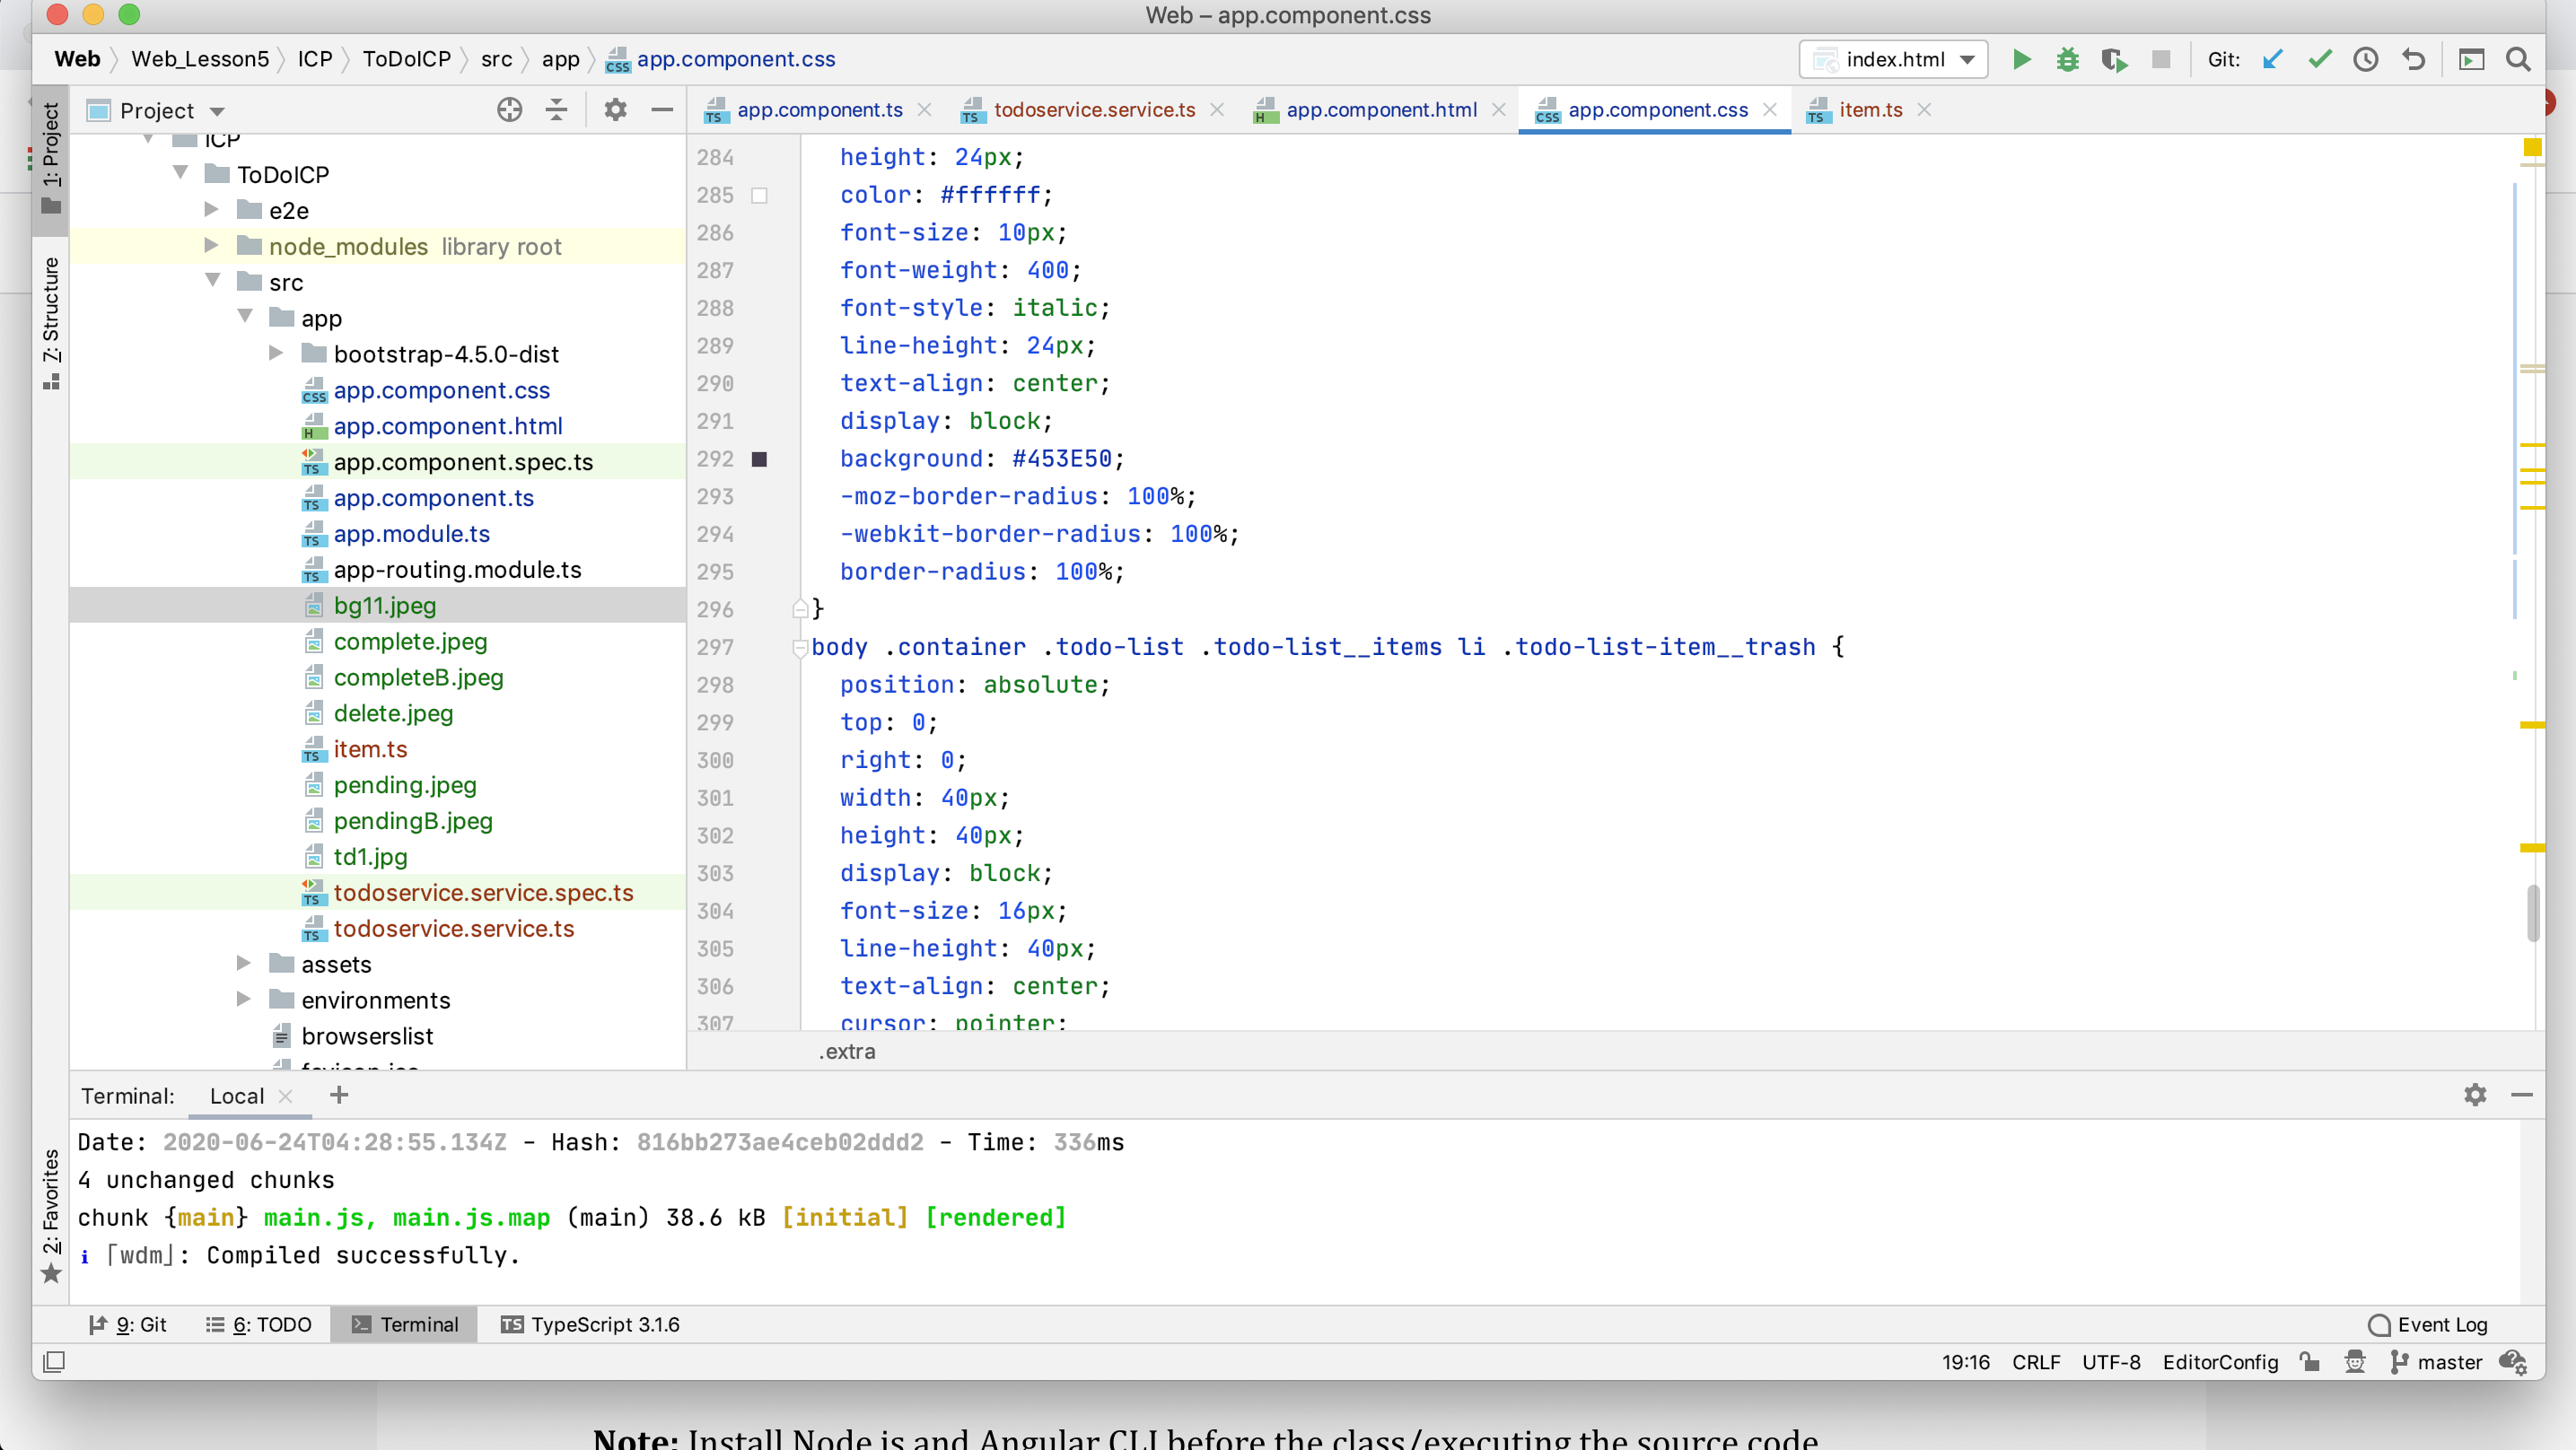 Web – app.component.css
Web Web_Lesson5 ICP ToDoICP src app app.component.css
index.html Git:
1: Project
7: Structure
2: Favorites
Project
ICP
ToDoICP
e2e
node_modules library root
src
app
bootstrap-4.5.0-dist
app.component.css
app.component.html
app.component.spec.ts
app.component.ts
app.module.ts
app-routing.module.ts
bg11.jpeg
complete.jpeg
completeB.jpeg
delete.jpeg
item.ts
pending.jpeg
pendingB.jpeg
td1.jpg
todoservice.service.spec.ts
todoservice.service.ts
assets
environments
browserslist
favicon.ico
app.component.ts todoservice.service.ts app.component.html app.component.css item.ts
284 height: 24px;
285 color: #ffffff;
286 font-size: 10px;
287 font-weight: 400;
288 font-style: italic;
289 line-height: 24px;
290 text-align: center;
291 display: block;
292 background: #453E50;
293 -moz-border-radius: 100%;
294 -webkit-border-radius: 100%;
295 border-radius: 100%;
296 }
297 body .container .todo-list .todo-list__items li .todo-list-item__trash {
298 position: absolute;
299 top: 0;
300 right: 0;
301 width: 40px;
302 height: 40px;
303 display: block;
304 font-size: 16px;
305 line-height: 40px;
306 text-align: center;
307 cursor: pointer;
.extra
Terminal: Local
Date: 2020-06-24T04:28:55.134Z - Hash: 816bb273ae4ceb02ddd2 - Time: 336ms
4 unchanged chunks
chunk {main} main.js, main.js.map (main) 38.6 kB [initial] [rendered]
i ｢wdm｣: Compiled successfully.
9: Git 6: TODO Terminal TypeScript 3.1.6 Event Log
19:16 CRLF UTF-8 EditorConfig master
Note: Install Node js and Angular CLI before the class/executing the source code